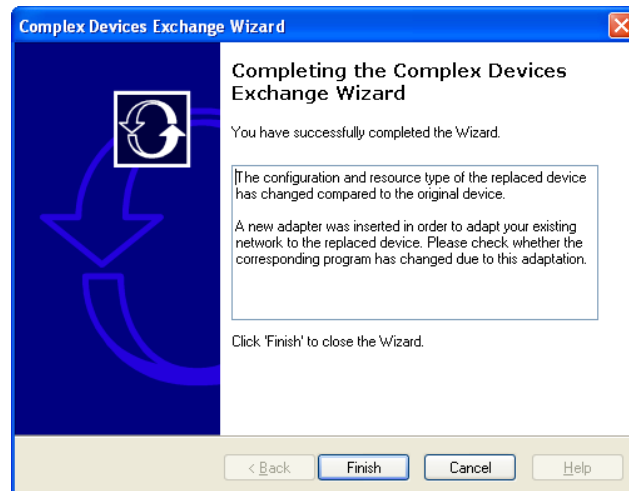 Complex Devices Exchange Wizard
Completing the Complex Devices
Exchange Wizard
You have successfully completed the Wizard.
The configuration and resource type of the replaced device
has changed compared to the original device.
A new adapter was inserted in order to adapt your existing
network to the replaced device. Please check whether the
corresponding program has changed due to this adaptation.
Click 'Finish' to close the Wizard.
< Back
Finish
Cancel
Help